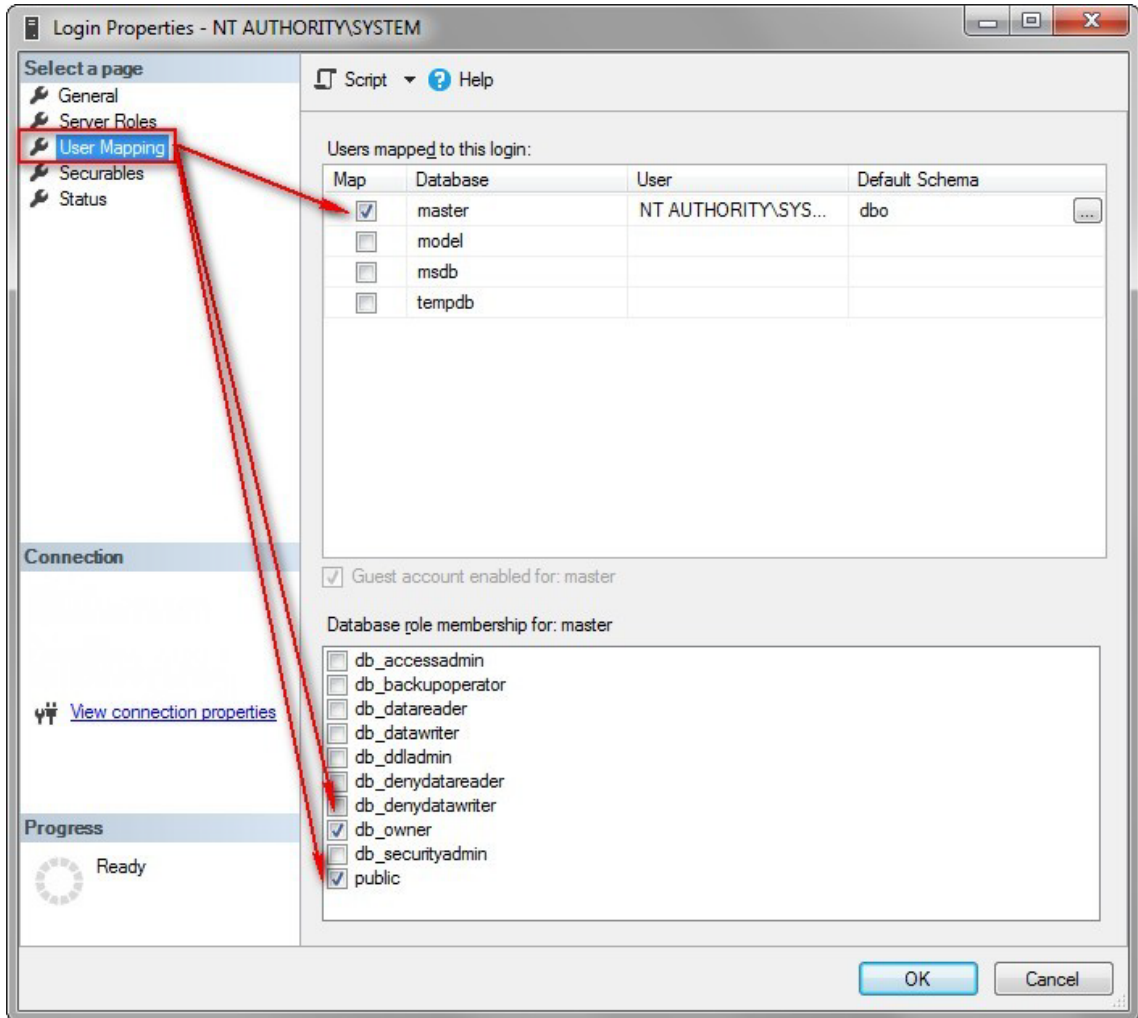 Login Properties - NT AUTHORITY\SYSTEM
Select a page
General
Server Roles
User Mapping
Securables
Status
Script
Help
Users mapped to this login:
Map Database User Default Schema
master NT AUTHORITY\SYS... dbo ...
model
msdb
tempdb
Guest account enabled for: master
Database role membership for: master
db_accessadmin
db_backupoperator
db_datareader
db_datawriter
db_ddladmin
db_denydatareader
db_denydatawriter
db_owner
db_securityadmin
public
Connection
View connection properties
Progress
Ready
OK
Cancel